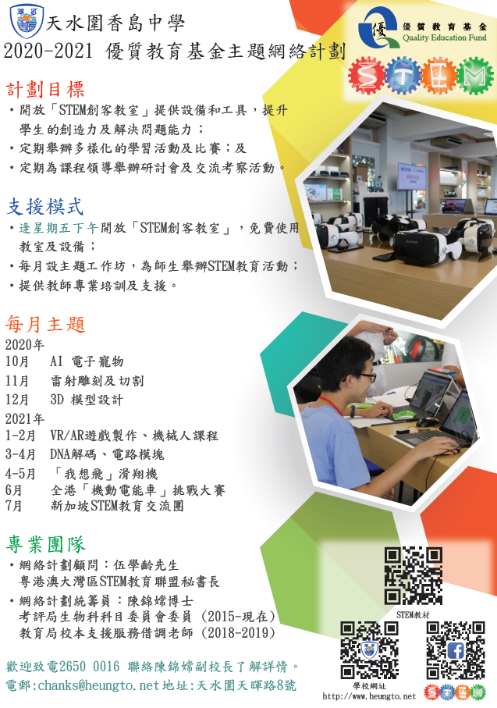 天水圍香島中學
2020-2021 優質教育基金主題網絡計劃
優質教育基金
Quality Education Fund
STEM
計劃目標
・開放「STEM創客教室」提供設備和工具，提升
學生的創造力及解決問題能力；
・定期舉辦多樣化的學習活動及比賽；及
・定期為課程領導舉辦研討會及交流考察活動。
支援模式
・逢星期五下午開放「STEM創客教室」，免費使用
教室及設備；
・每月設主題工作坊，為師生舉辦STEM教育活動；
・提供教師專業培訓及支援。
每月主題
2020年
10月 AI 電子寵物
11月 雷射雕刻及切割
12月 3D 模型設計
2021年
1-2月 VR/AR遊戲製作、機械人課程
3-4月 DNA解碼、電路模塊
4-5月 「我想飛」滑翔機
6月 全港「機動電能車」挑戰大賽
7月 新加坡STEM教育交流團
專業團隊
・網絡計劃顧問：伍學齡先生
粵港澳大灣區STEM教育聯盟秘書長
・網絡計劃統籌員：陳錦嫦博士
考評局生物科科目委員會委員 (2015-現在)
教育局校本支援服務借調老師 (2018-2019)
歡迎致電2650 0016 聯絡陳錦嫦副校長了解詳情。
電郵:chanks@heungto.net 地址:天水圍天暉路8號
STEM教材
學校網址
http://www.heungto.net
STEM